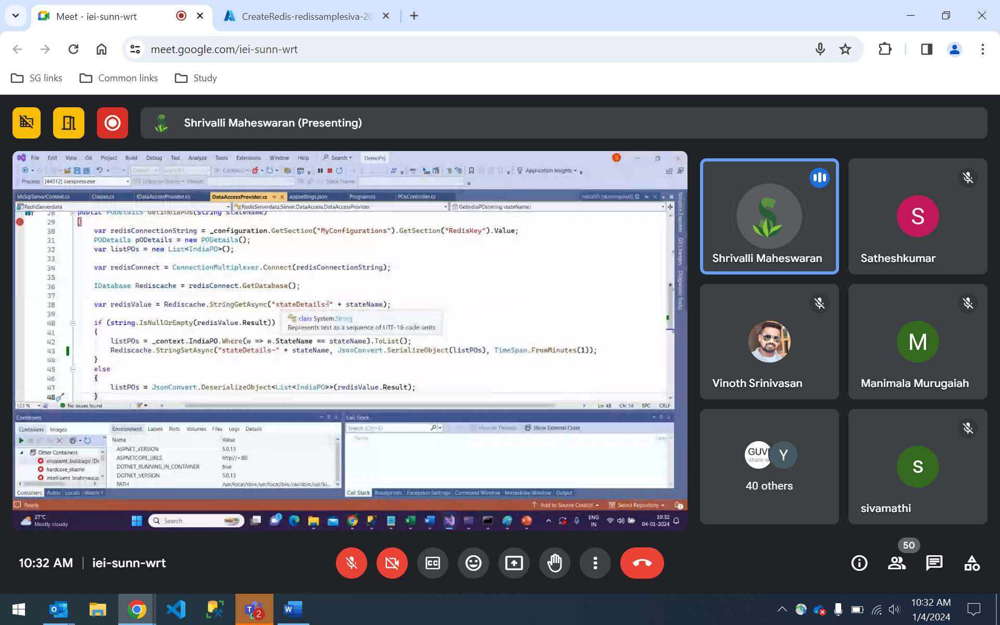 Meet - iei-sunn-wrt
CreateRedis-redissamplesiva-20
meet.google.com/iei-sunn-wrt
SG links
Common links
Study
Shrivalli Maheswaran (Presenting)
File Edit View Git Project Build Debug Test Analyze Tools Extensions Window Help Search DemoPrj
S
Continue Application Insights
Process: [44512] iisexpress.exe Stack Frame:
MsSqlServerContext.cs Classes.cs IDataAccessProvider.cs DataAccessProvider.cs appsettings.json Program.cs POsController.cs IndiaPO [decompiled]
RedisServerdata RedisServerdata.Server.DataAccess.DataAccessProvider GetIndiaPOs(string stateName)
28 public PODetails GetIndiaPOs(string stateName)
29 {
30 var redisConnectionString = _configuration.GetSection("MyConfigurations").GetSection("RedisKey").Value;
31 PODetails pODetails = new PODetails();
32 var listPOs = new List<IndiaPO>();
33
34 var redisConnect = ConnectionMultiplexer.Connect(redisConnectionString);
35
36 IDatabase Rediscache = redisConnect.GetDatabase();
37
38 var redisValue = Rediscache.StringGetAsync("stateDetails-" + stateName);
39
40 if (string.IsNullOrEmpty(redisValue.Result))
41 {
42 listPOs = _context.IndiaPO.Where(w => w.StateName == stateName).ToList();
43 Rediscache.StringSetAsync("stateDetails-" + stateName, JsonConvert.SerializeObject(listPOs), TimeSpan.FromMinutes(1));
44 }
45 else
46 {
47 listPOs = JsonConvert.DeserializeObject<List<IndiaPO>>(redisValue.Result);
48 }
class System.String
Represents text as a sequence of UTF-16 code units.
Solution Explorer
Git Changes
Diagnostic Tools
123 % No issues found Ln: 48 Ch: 14 SPC CRLF
Containers
Containers Images
Environment Labels Ports Volumes Files Logs Details
Other Containers
eloquent_babbage (De
hardcore_shamir
intelligent_brahmagup
Name Value
ASPNET_VERSION 5.0.13
ASPNETCORE_URLS http://+:80
DOTNET_RUNNING_IN_CONTAINER true
DOTNET_VERSION 5.0.13
PATH /usr/local/sbin:/usr/local/bin:/usr/sbin:/usr/bi...
Containers Autos Locals Watch 1
Call Stack
Search (Ctrl+E) View all Threads Show External Code
Name Lang
Call Stack Breakpoints Exception Settings Command Window Immediate Window Output
Ready Add to Source Control Select Repository 1
27°C
Mostly cloudy
Search
ENG
IN
10:32
04-01-2024
Shrivalli Maheswaran
S
Satheshkumar
Vinoth Srinivasan
M
Manimala Murugaiah
GUVI
share w
Y
40 others
s
sivamathi
10:32 AM
iei-sunn-wrt
50
2
10:32 AM
1/4/2024